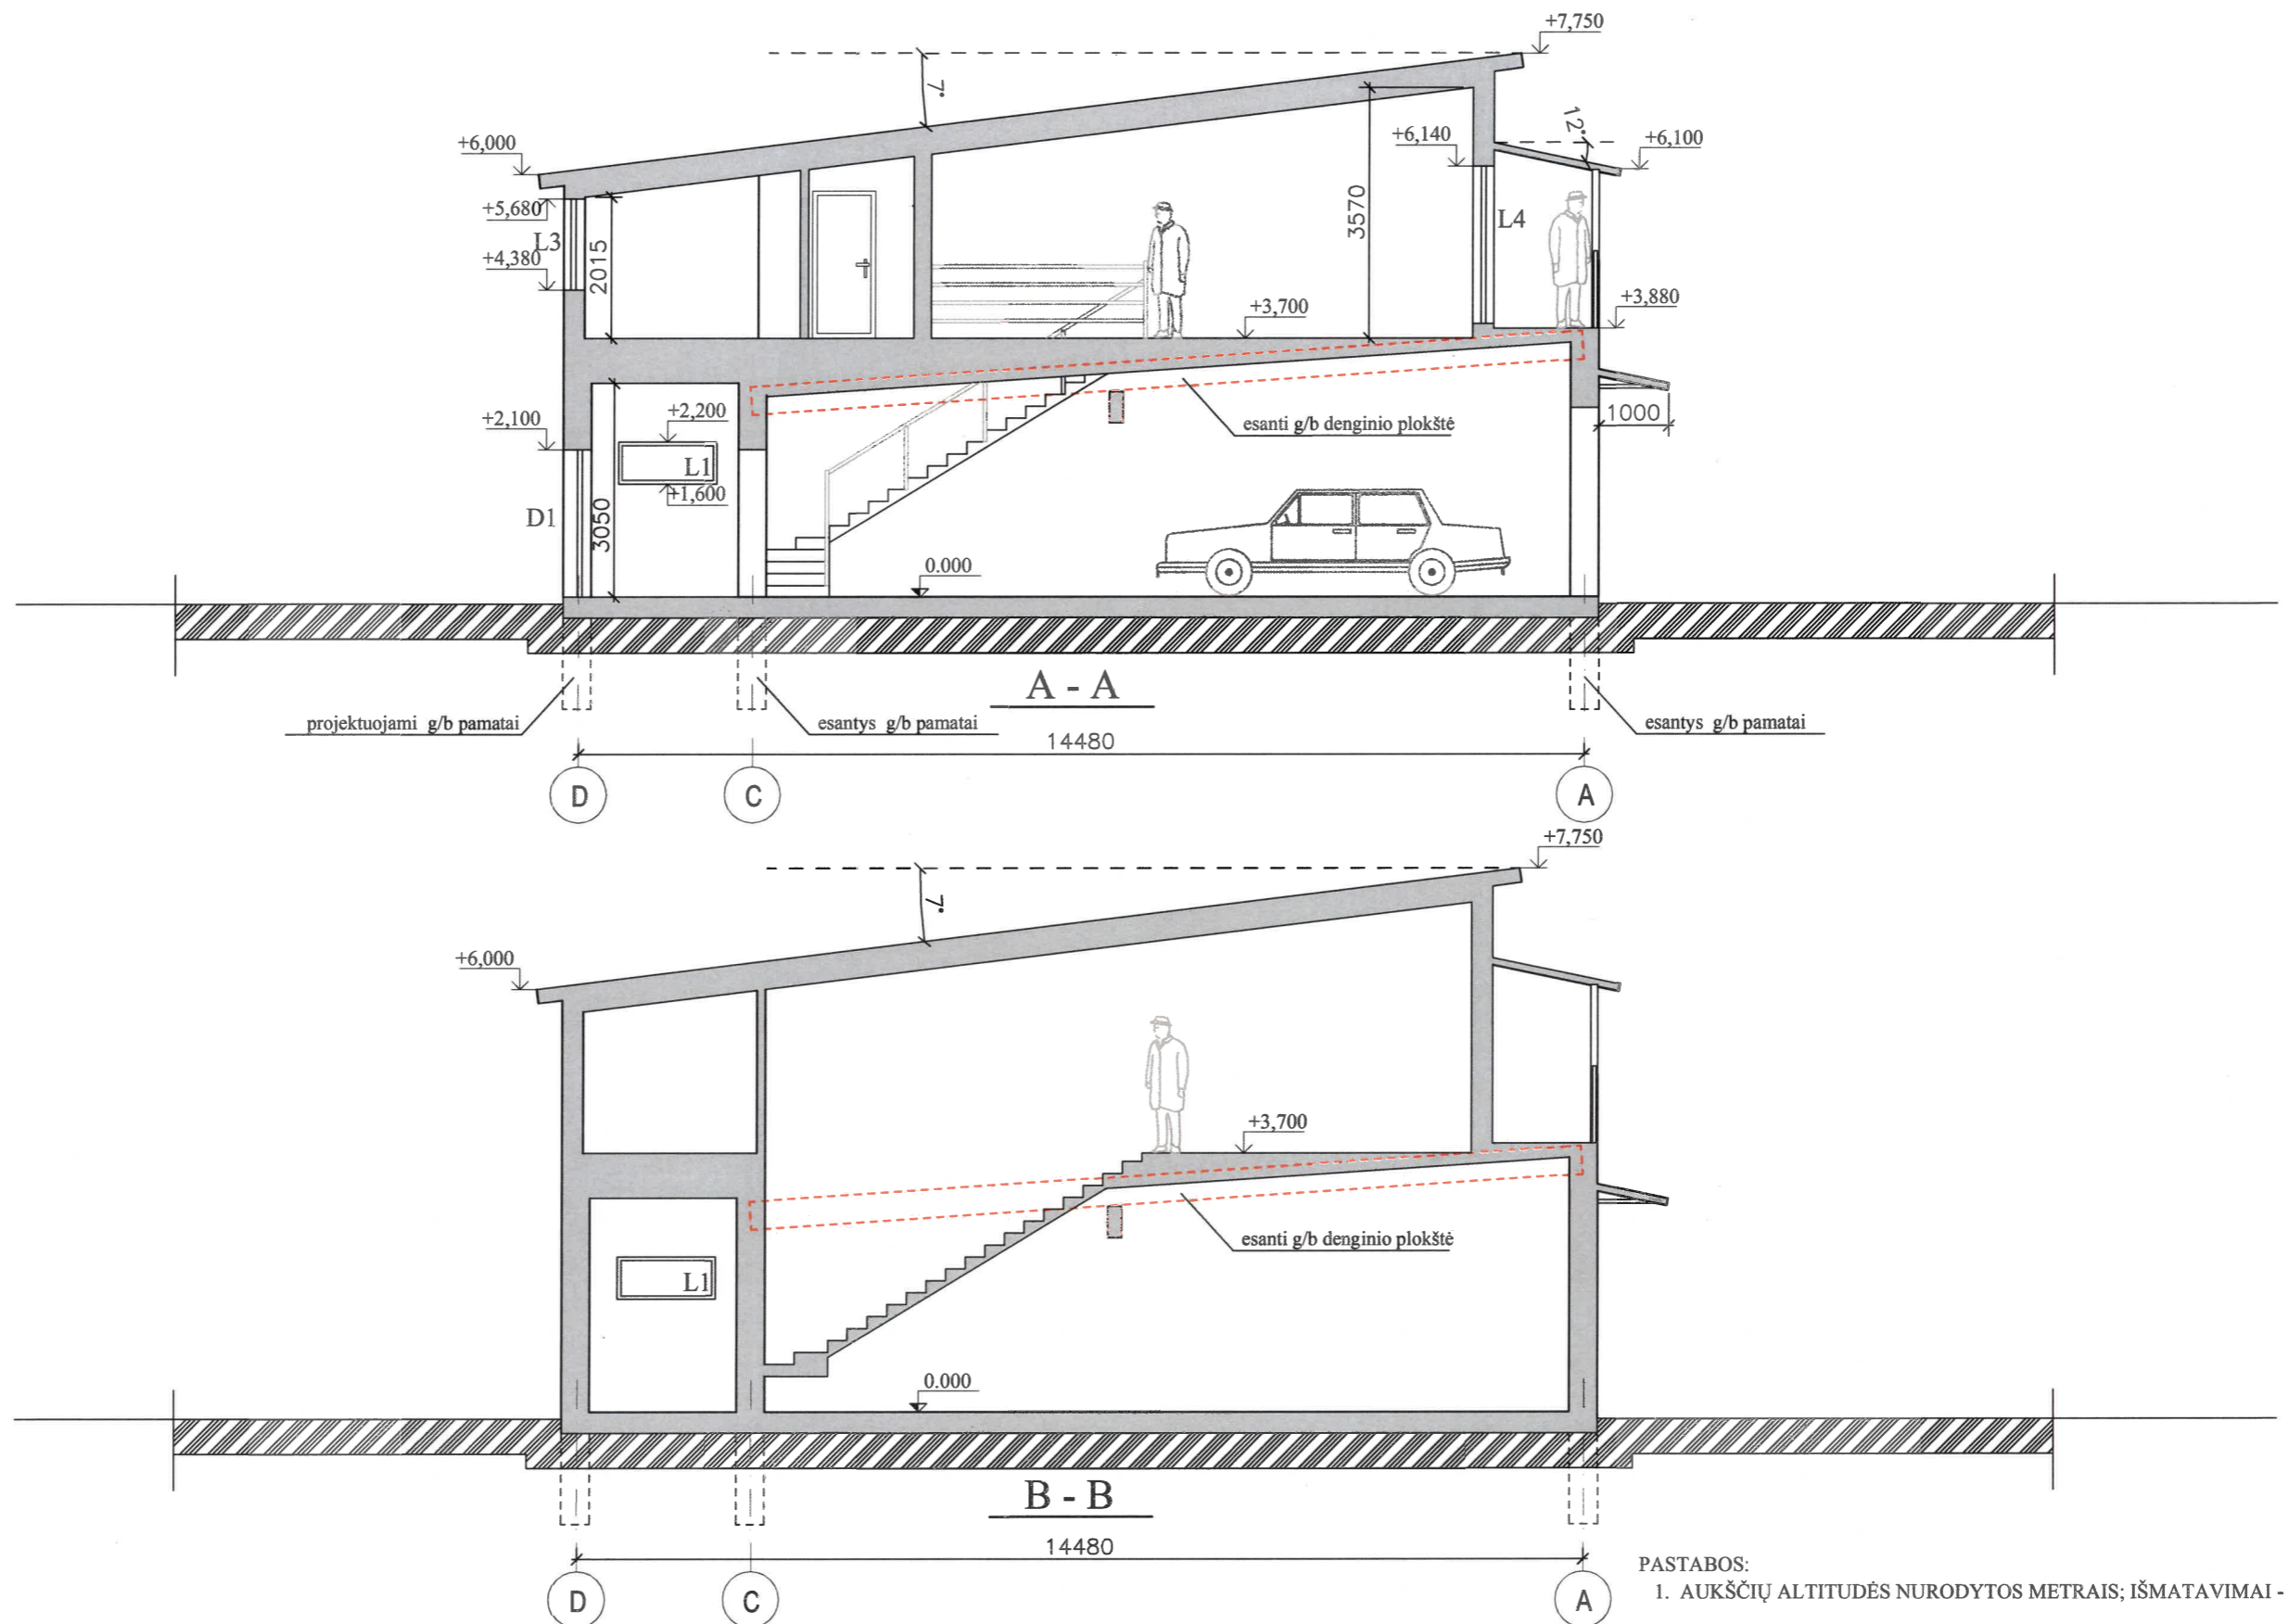 +7,750
7°
12°
+6,000
+6,140
+6,100
+5,680
L3
2015
3570
L4
+4,380
+3,700
+3,880
+2,100
+2,200
1000
esanti g/b denginio plokštė
L1
+1,600
D1
3050
0.000
A - A
projektuojami g/b pamatai
esantys g/b pamatai
esantys g/b pamatai
14480
D
C
A
+7,750
7°
+6,000
+3,700
esanti g/b denginio plokštė
L1
0.000
B - B
14480
D
C
A
PASTABOS:
1. AUKŠČIŲ ALTITUDĖS NURODYTOS METRAIS; IŠMATAVIMAI -